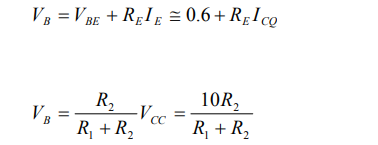 V_B = V_BE + R_E I_E ≅ 0.6 + R_E I_CQ
V_B = R_2 / (R_1 + R_2) V_CC = 10R_2 / (R_1 + R_2)